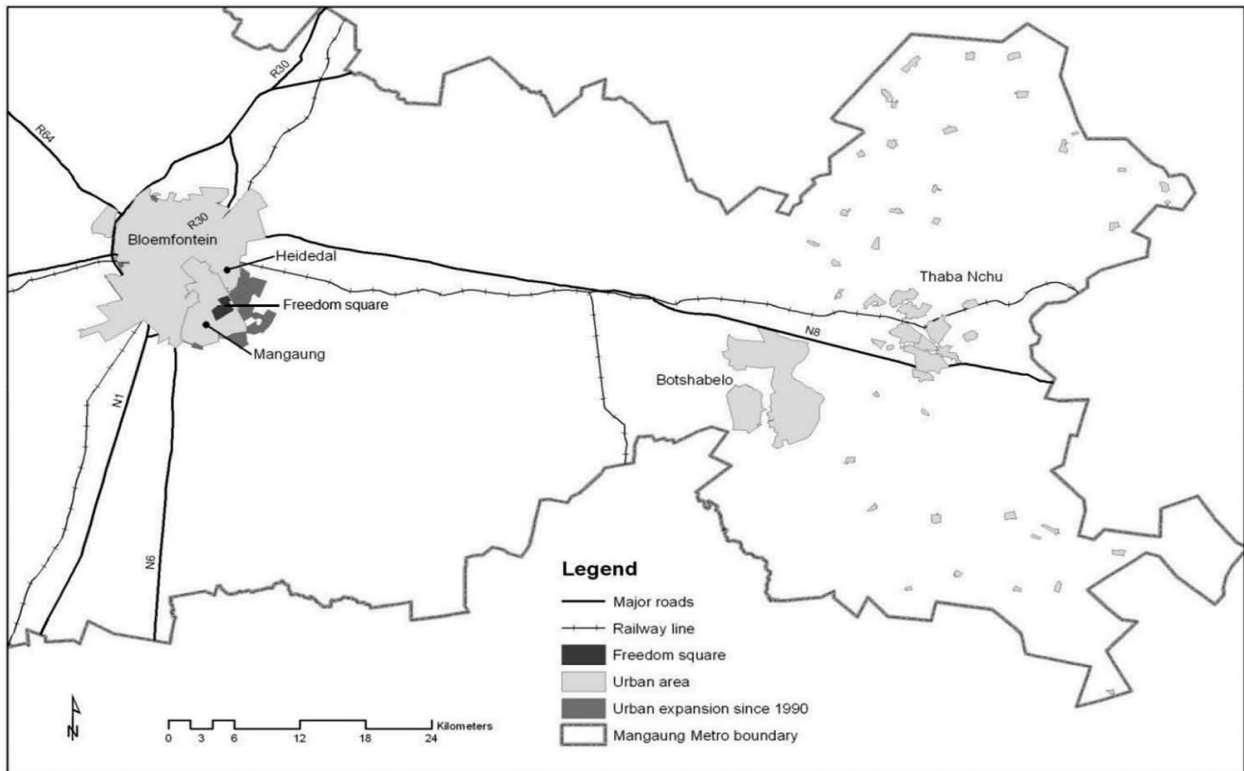 R30
R64
R30
Bloemfontein
Heidedal
Thaba Nchu
Freedom square
N8
Mangaung
Botshabelo
N1
N6
Legend
Major roads
Railway line
Freedom square
Urban area
Urban expansion since 1990
Mangaung Metro boundary
N
Kilometers
0 3 6 12 18 24